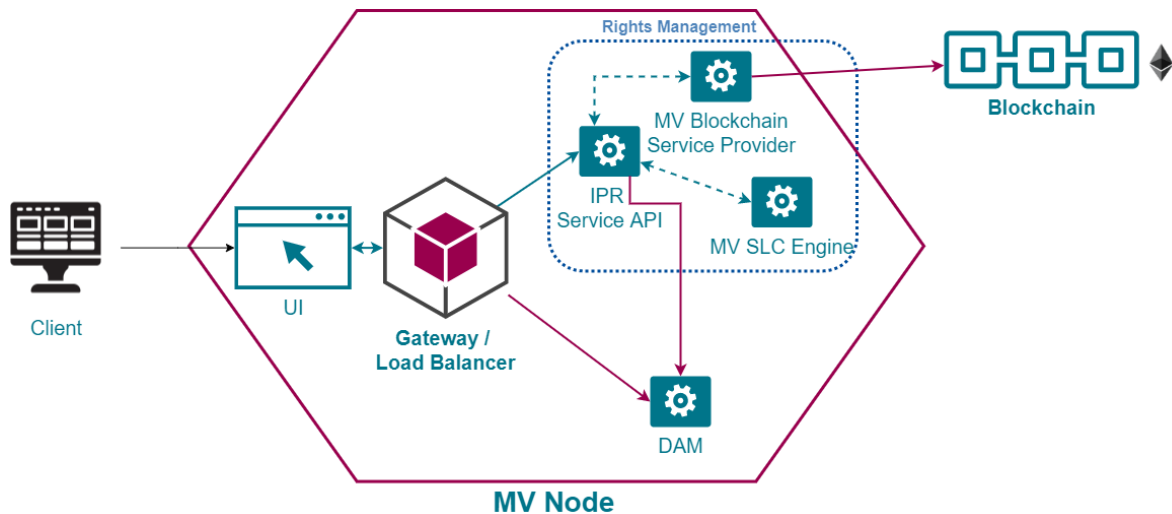 Rights Management
MV Blockchain
Service Provider
Blockchain
IPR
Service API
MV SLC Engine
UI
Client
Gateway /
Load Balancer
DAM
MV Node